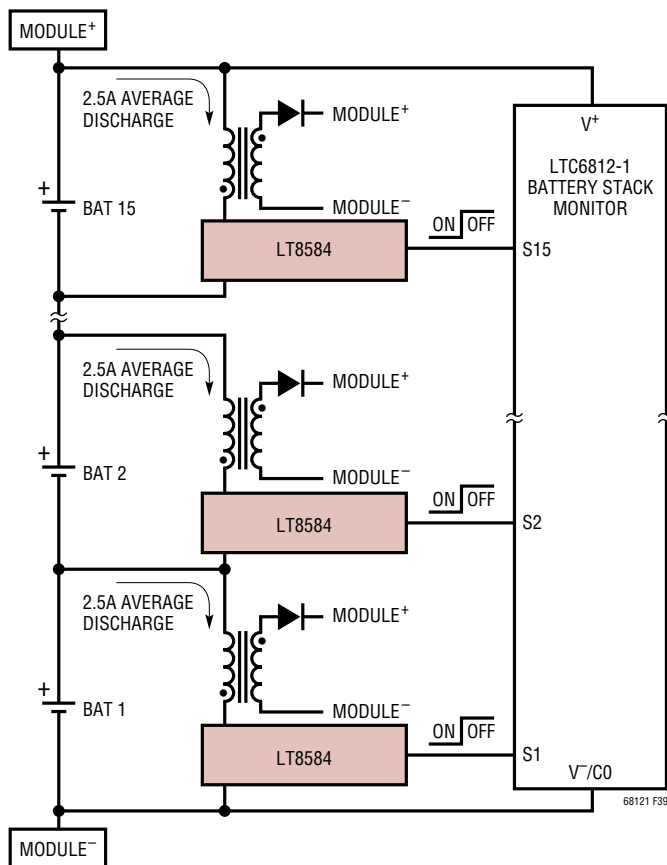 MODULE+
2.5A AVERAGE
DISCHARGE
MODULE+
V+
LTC6812-1
BATTERY STACK
MONITOR
+
BAT 15
MODULE–
ON OFF
LT8584
S15
2.5A AVERAGE
DISCHARGE
MODULE+
+
BAT 2
MODULE–
ON OFF
LT8584
S2
2.5A AVERAGE
DISCHARGE
MODULE+
+
BAT 1
MODULE–
ON OFF
LT8584
S1
V–/C0
68121 F39
MODULE–